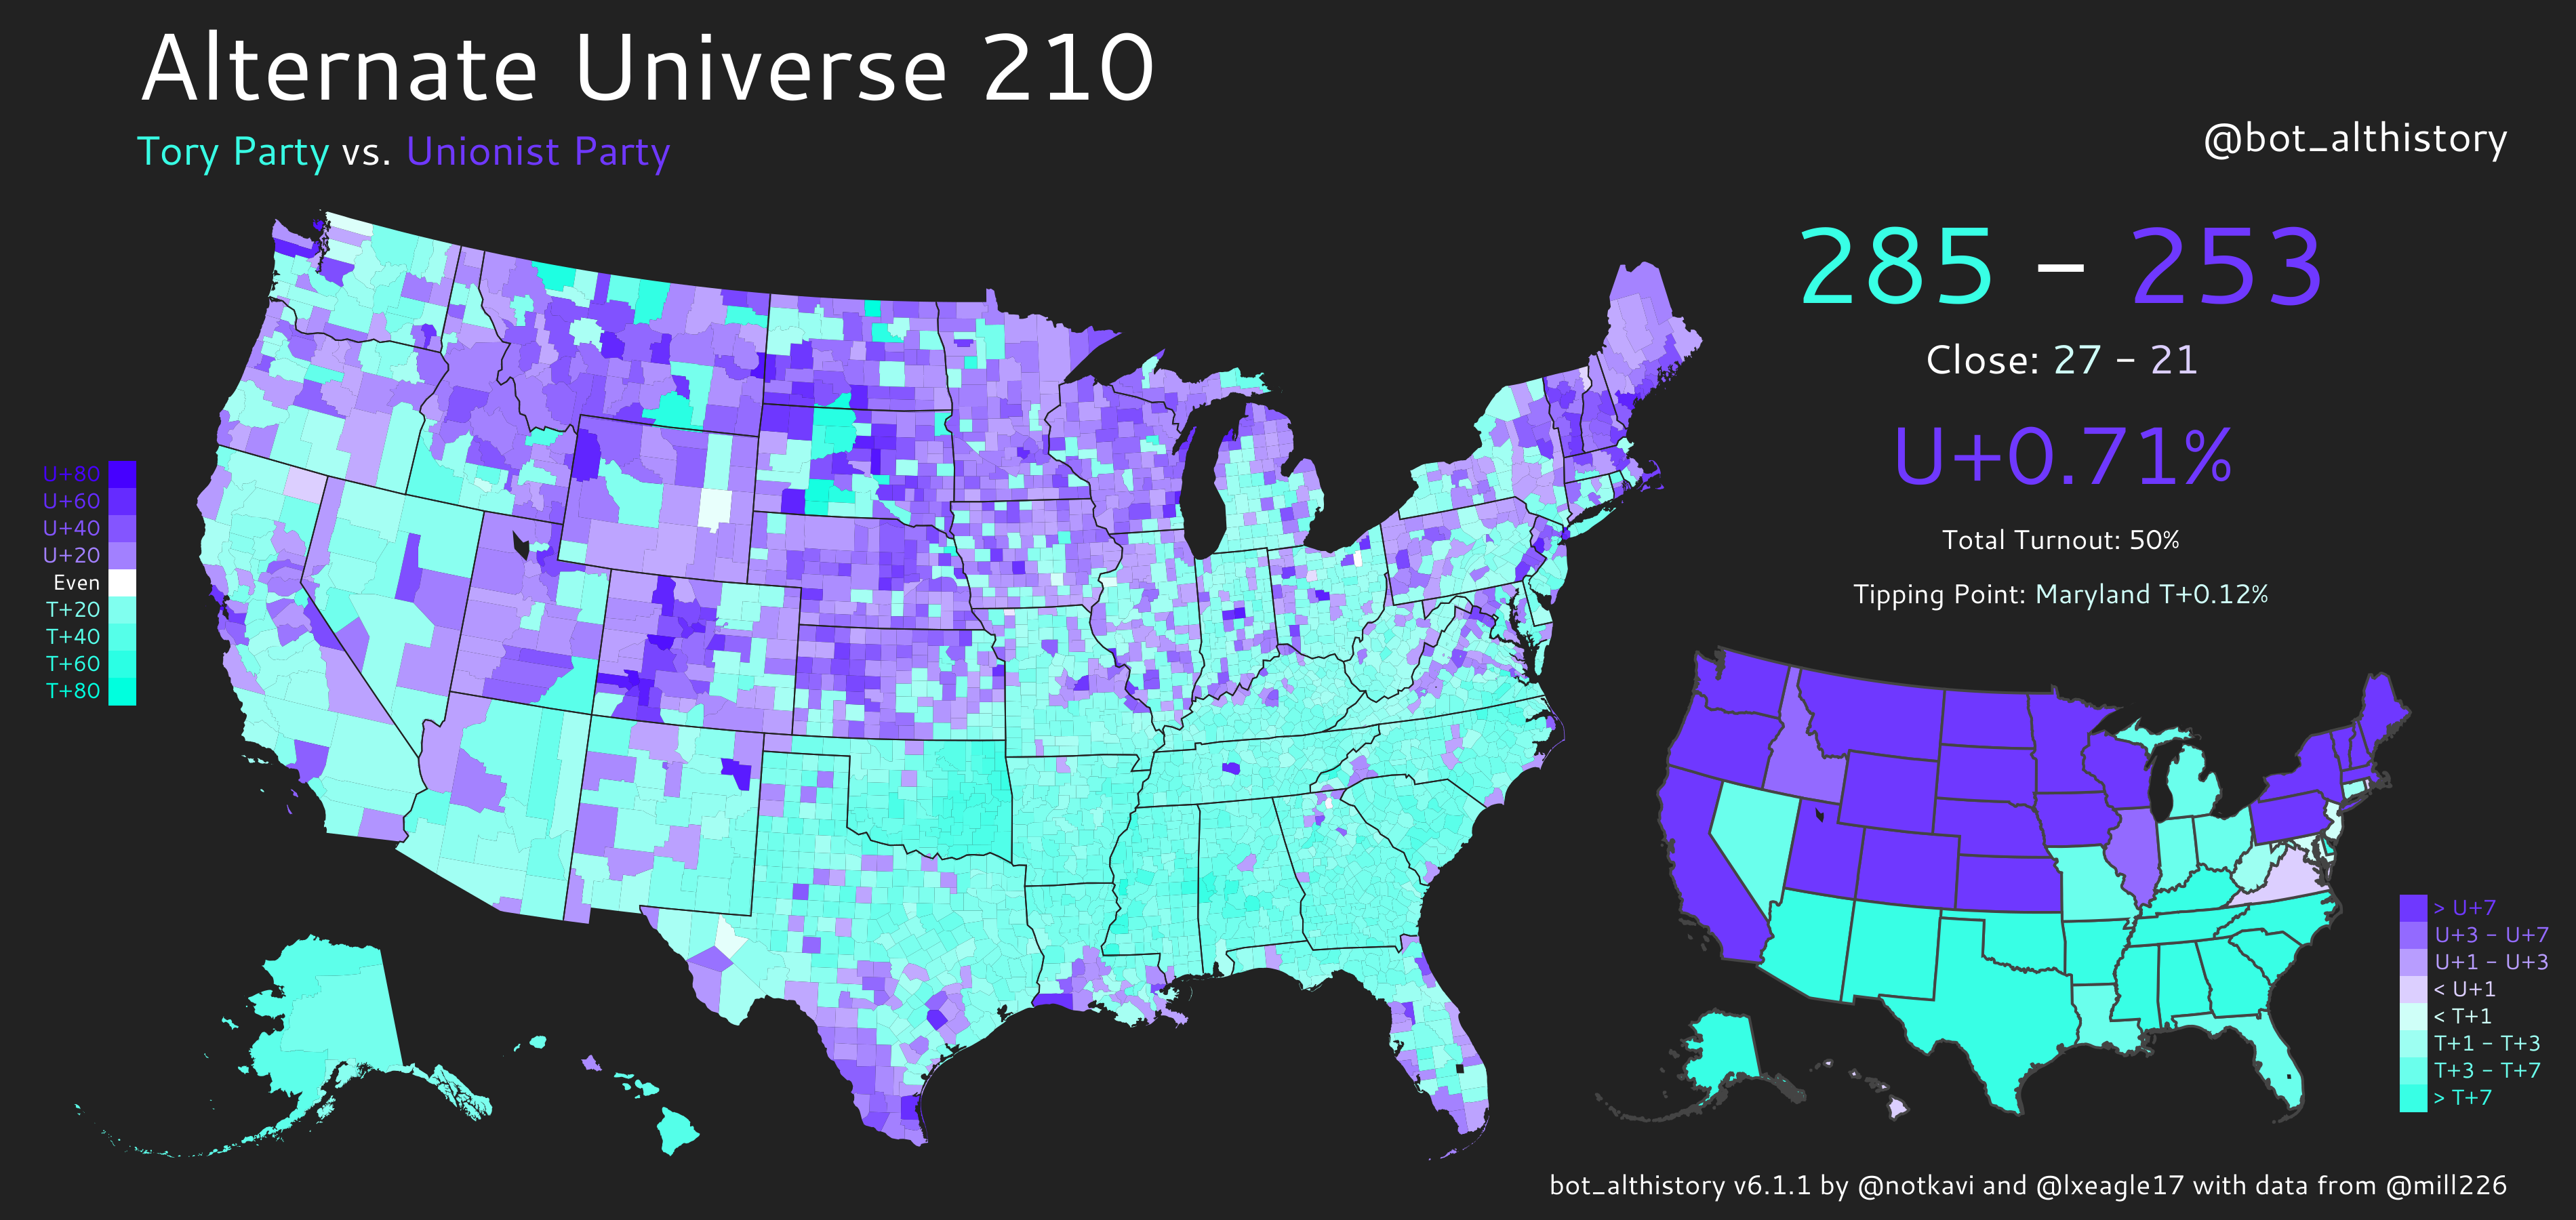 Alternate Universe 210
Tory Party vs. Unionist Party
@bot_althistory
285 – 253
Close: 27 – 21
U+0.71%
Total Turnout: 50%
Tipping Point: Maryland T+0.12%
U+80
U+60
U+40
U+20
Even
T+20
T+40
T+60
T+80
> U+7
U+3 – U+7
U+1 – U+3
< U+1
< T+1
T+1 – T+3
T+3 – T+7
> T+7
bot_althistory v6.1.1 by @notkavi and @lxeagle17 with data from @mill226